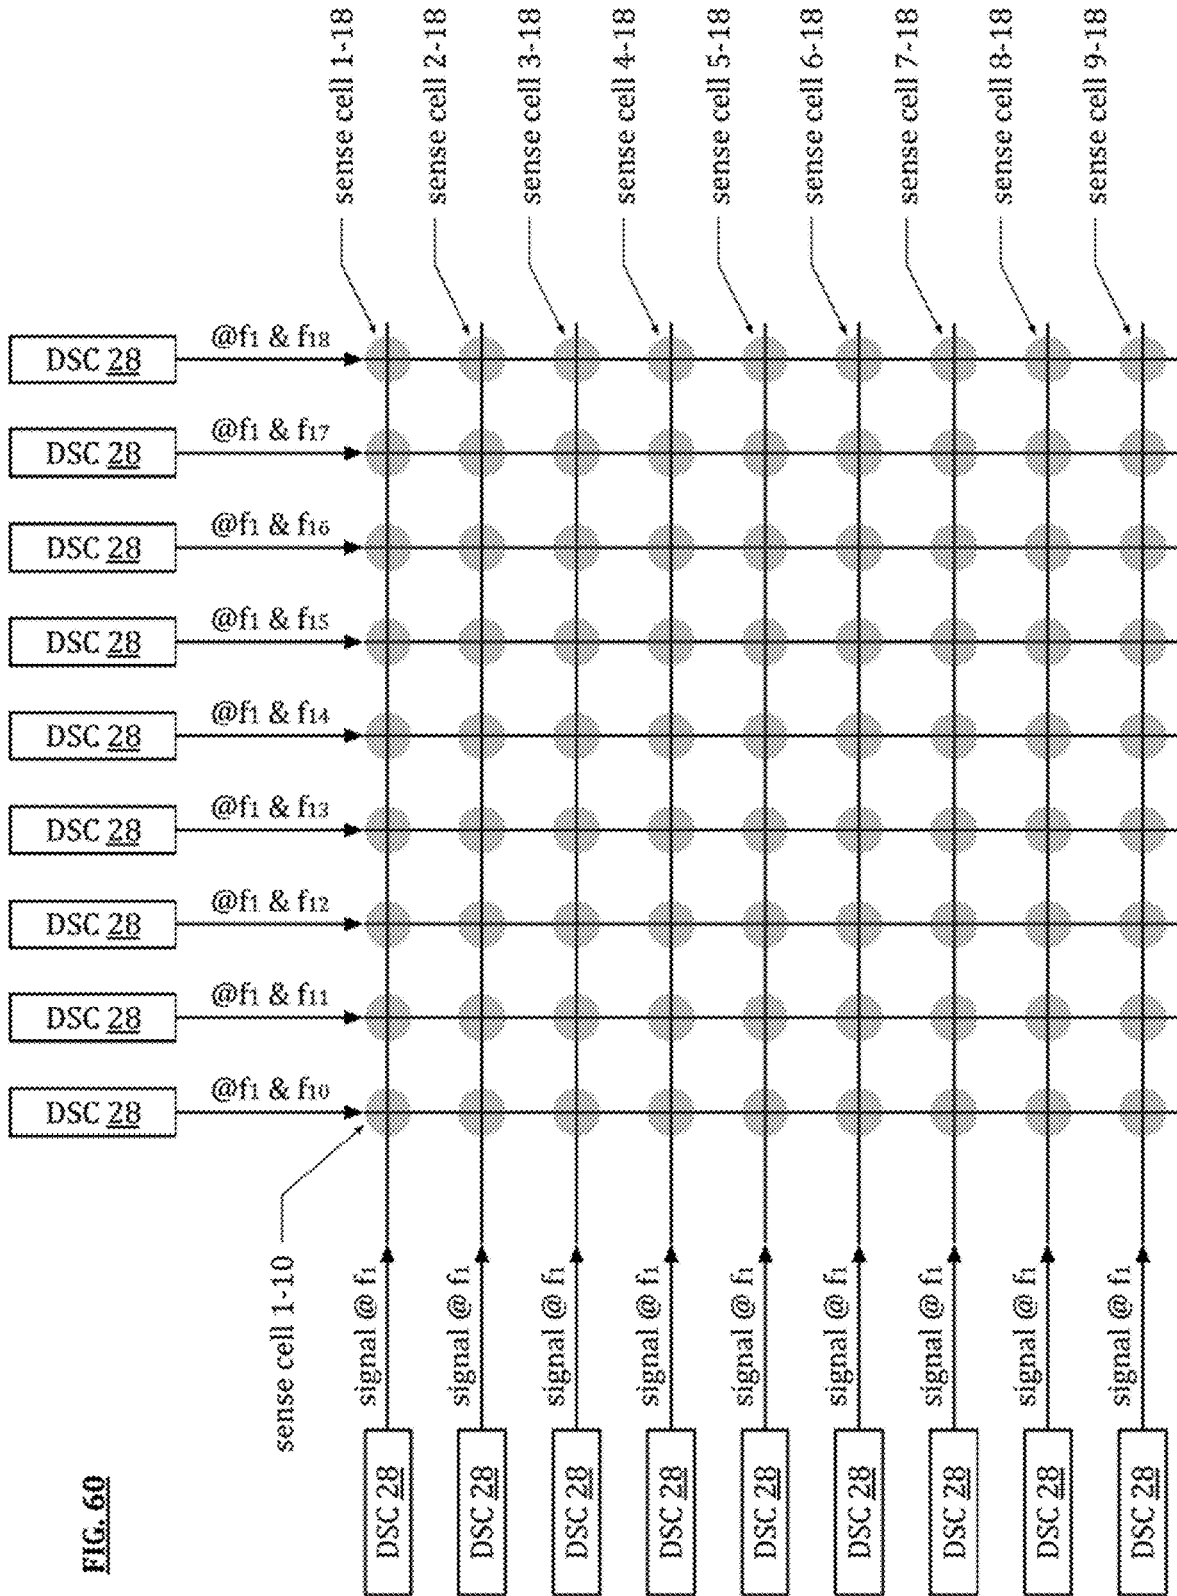 FIG. 60
DSC 28
@f1 & f18
DSC 28
@f1 & f17
DSC 28
@f1 & f16
DSC 28
@f1 & f15
DSC 28
@f1 & f14
DSC 28
@f1 & f13
DSC 28
@f1 & f12
DSC 28
@f1 & f11
DSC 28
@f1 & f10
sense cell 1-18
sense cell 2-18
sense cell 3-18
sense cell 4-18
sense cell 5-18
sense cell 6-18
sense cell 7-18
sense cell 8-18
sense cell 9-18
sense cell 1-10
signal @ f1
signal @ f1
signal @ f1
signal @ f1
signal @ f1
signal @ f1
signal @ f1
signal @ f1
signal @ f1
DSC 28
DSC 28
DSC 28
DSC 28
DSC 28
DSC 28
DSC 28
DSC 28
DSC 28